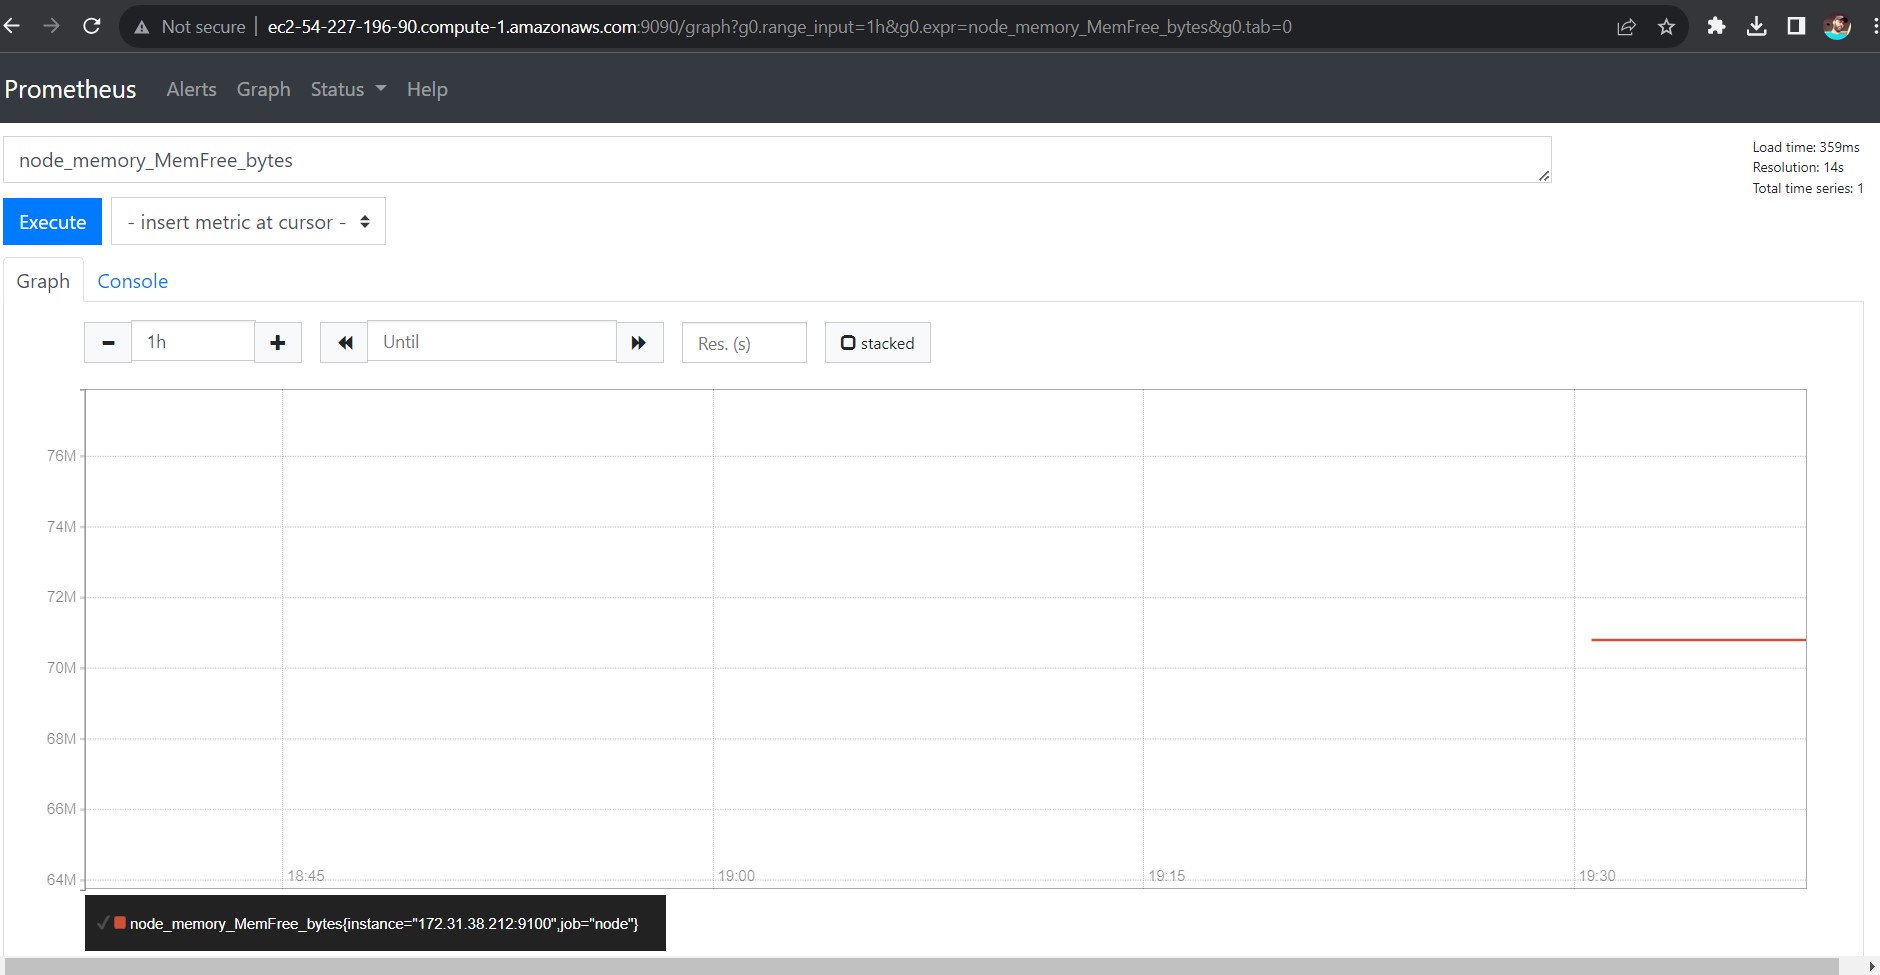 Not secure ec2-54-227-196-90.compute-1.amazonaws.com:9090/graph?g0.range_input=1h&g0.expr=node_memory_MemFree_bytes&g0.tab=0
Prometheus Alerts Graph Status Help
node_memory_MemFree_bytes
Load time: 359ms
Resolution: 14s
Total time series: 1
Execute - insert metric at cursor -
Graph Console
1h Until Res. (s) stacked
76M
74M
72M
70M
68M
66M
64M
18:45 19:00 19:15 19:30
node_memory_MemFree_bytes{instance="172.31.38.212:9100",job="node"}